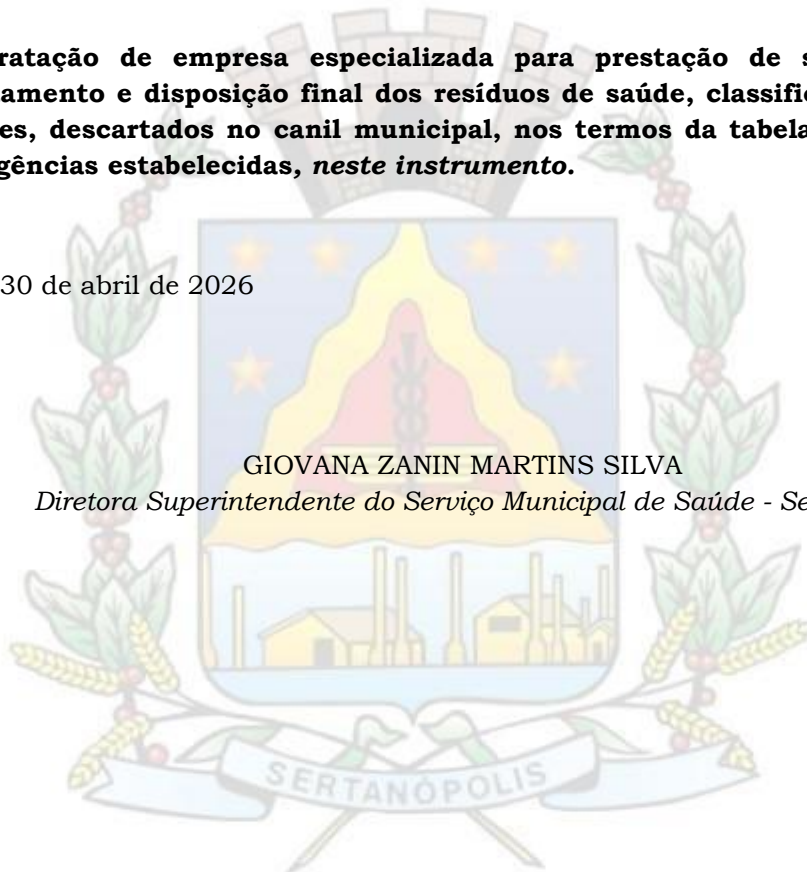 ratação de empresa especializada para prestação de s
amento e disposição final dos resíduos de saúde, classific
es, descartados no canil municipal, nos termos da tabela
gências estabelecidas, neste instrumento.
30 de abril de 2026
GIOVANA ZANIN MARTINS SILVA
Diretora Superintendente do Serviço Municipal de Saúde - Se
SERTANÓPOLIS